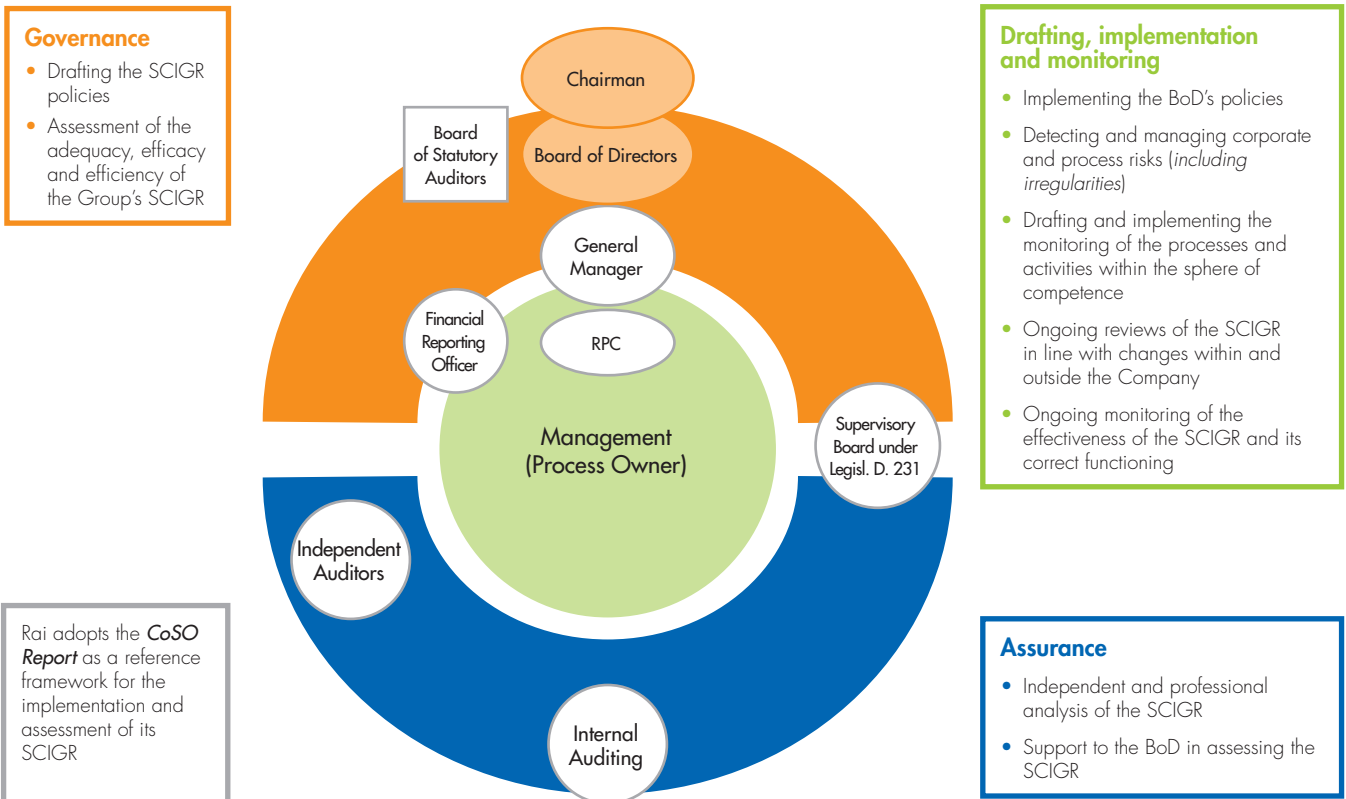 Governance
• Drafting the SCIGR
policies
• Assessment of the
adequacy, efficacy
and efficiency of
the Group's SCIGR
Chairman
Board of Directors
Board
of Statutory
Auditors
General
Manager
Financial
Reporting
Officer
RPC
Management
(Process Owner)
Supervisory
Board under
Legisl. D. 231
Independent
Auditors
Internal
Auditing
Drafting, implementation
and monitoring
• Implementing the BoD's policies
• Detecting and managing corporate
and process risks (including
irregularities)
• Drafting and implementing the
monitoring of the processes and
activities within the sphere of
competence
• Ongoing reviews of the SCIGR
in line with changes within and
outside the Company
• Ongoing monitoring of the
effectiveness of the SCIGR and its
correct functioning
Rai adopts the CoSO
Report as a reference
framework for the
implementation and
assessment of its
SCIGR
Assurance
• Independent and professional
analysis of the SCIGR
• Support to the BoD in assessing the
SCIGR